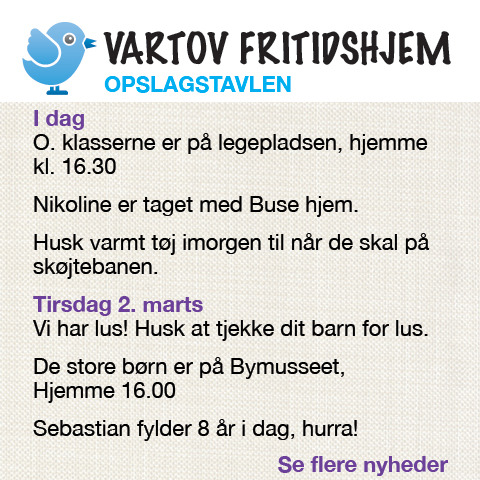 VARTOV FRITIDSHJEM
OPSLAGSTAVLEN
I dag
O. klasserne er på legepladsen, hjemme
kl. 16.30
Nikoline er taget med Buse hjem.
Husk varmt tøj imorgen til når de skal på
skøjtebanen.
Tirsdag 2. marts
Vi har lus! Husk at tjekke dit barn for lus.
De store børn er på Bymusseet,
Hjemme 16.00
Sebastian fylder 8 år i dag, hurra!
Se flere nyheder